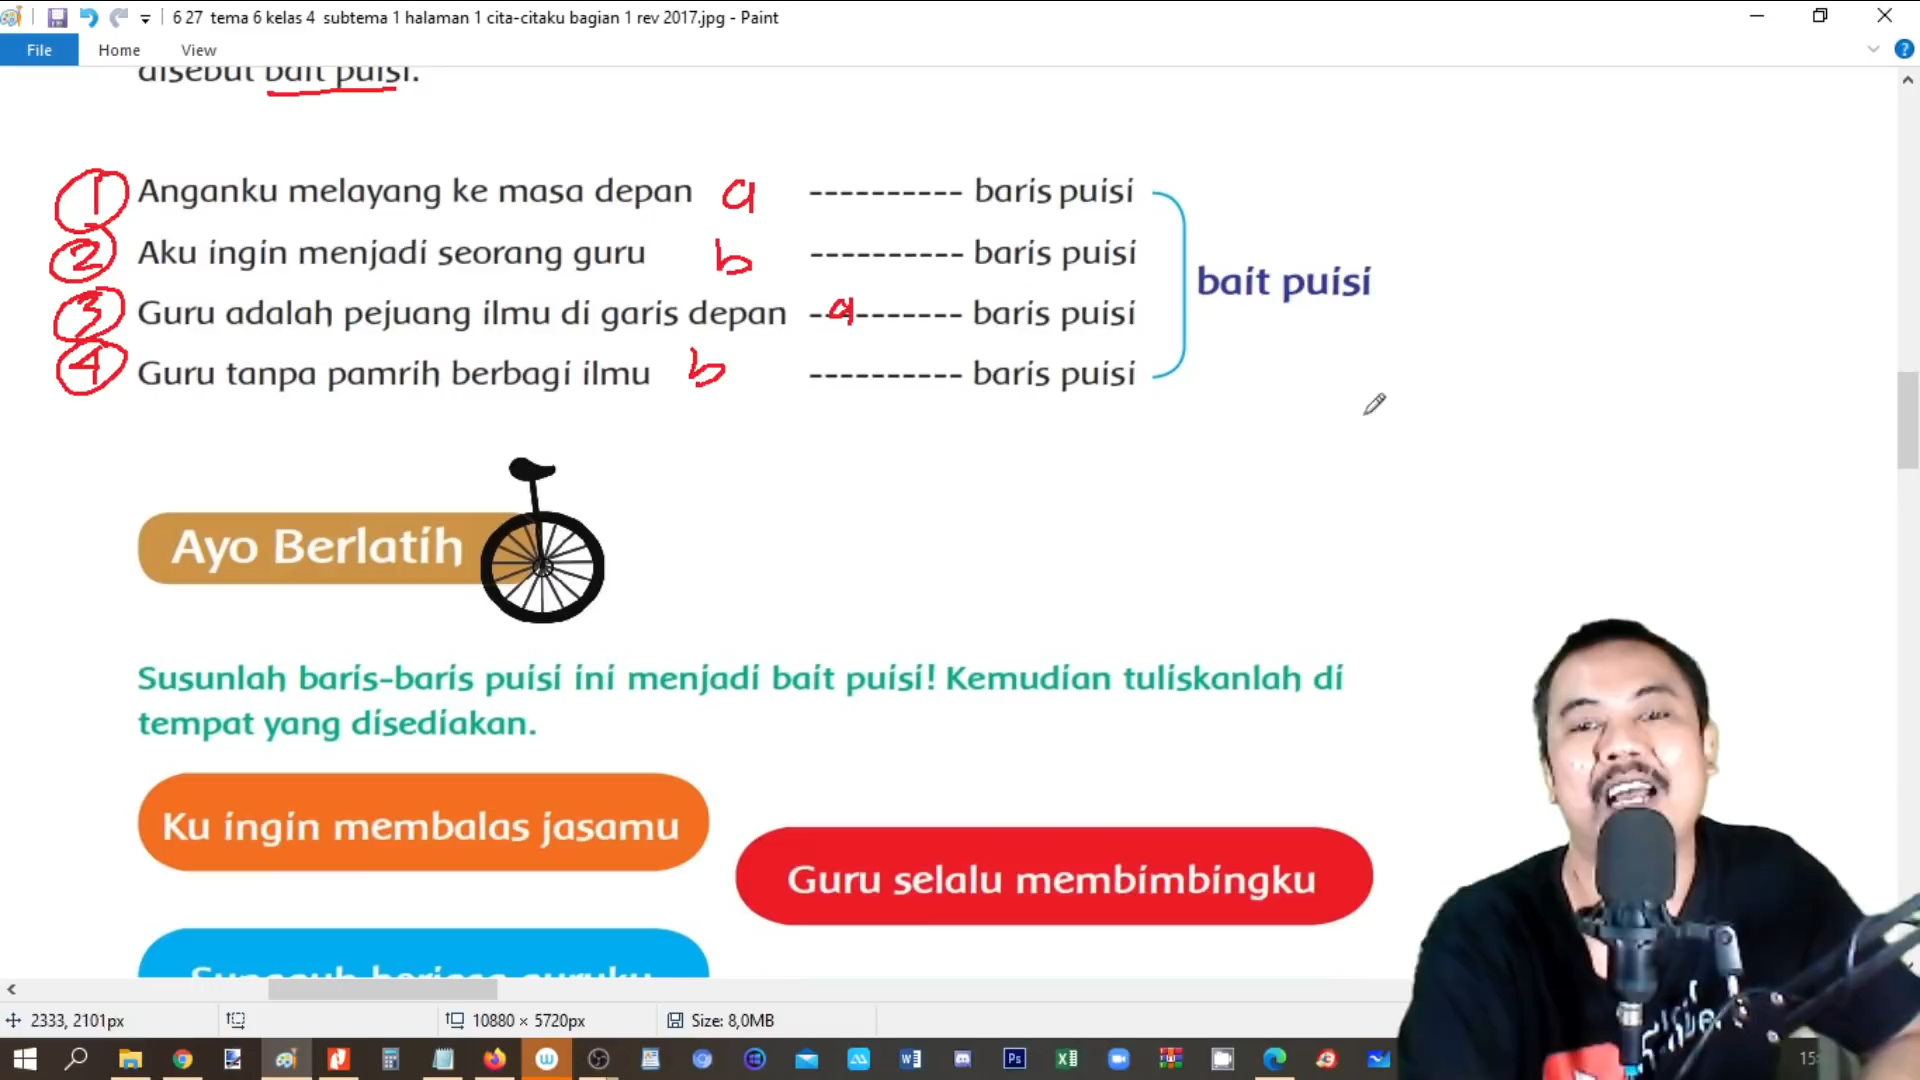 6 27 tema 6 kelas 4 subtema 1 halaman 1 cita-citaku bagian 1 rev 2017.jpg - Paint
File Home View
disebut bait puisi.
1 Anganku melayang ke masa depan a ---------- baris puisi
2 Aku ingin menjadi seorang guru b ---------- baris puisi
bait puisi
3 Guru adalah pejuang ilmu di garis depan a ---------- baris puisi
4 Guru tanpa pamrih berbagi ilmu b ---------- baris puisi
Ayo Berlatih
Susunlah baris-baris puisi ini menjadi bait puisi! Kemudian tuliskanlah di
tempat yang disediakan.
Ku ingin membalas jasamu
Guru selalu membimbingku
Sungguh berjasa guruku
2333, 2101px 10880 × 5720px Size: 8,0MB